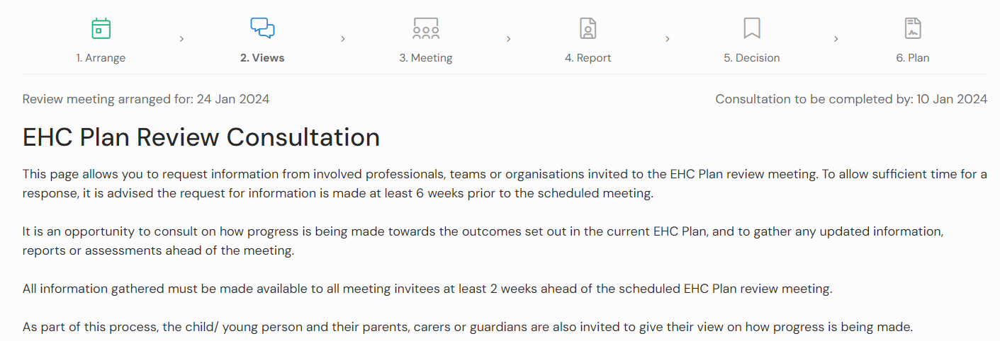 1. Arrange
2. Views
3. Meeting
4. Report
5. Decision
6. Plan
Review meeting arranged for: 24 Jan 2024
Consultation to be completed by: 10 Jan 2024
EHC Plan Review Consultation
This page allows you to request information from involved professionals, teams or organisations invited to the EHC Plan review meeting. To allow sufficient time for a
response, it is advised the request for information is made at least 6 weeks prior to the scheduled meeting.
It is an opportunity to consult on how progress is being made towards the outcomes set out in the current EHC Plan, and to gather any updated information,
reports or assessments ahead of the meeting.
All information gathered must be made available to all meeting invitees at least 2 weeks ahead of the scheduled EHC Plan review meeting.
As part of this process, the child/ young person and their parents, carers or guardians are also invited to give their view on how progress is being made.